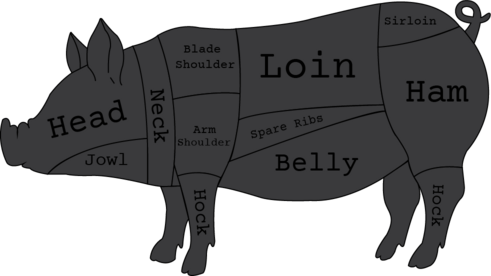 Sirloin
Blade
Shoulder
Loin
Ham
Head
Neck
Arm
Shoulder
Spare Ribs
Jowl
Belly
Hock
Hock